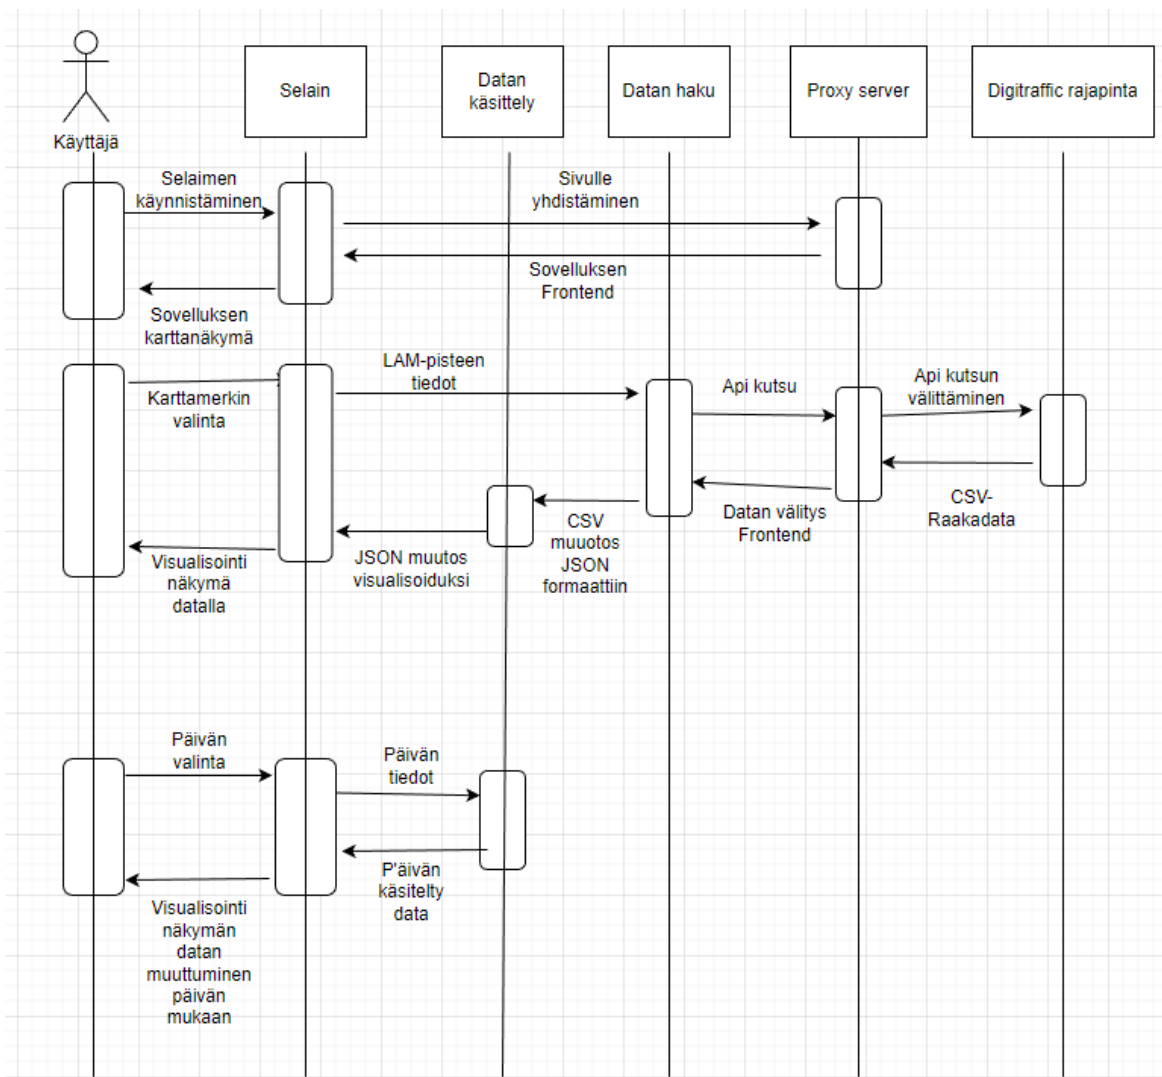 Käyttäjä
Selain
Datan
käsittely
Datan haku
Proxy server
Digitraffic rajapinta
Selaimen
käynnistäminen
Sivulle
yhdistäminen
Sovelluksen
Frontend
Sovelluksen
karttanäkymä
LAM-pisteen
tiedot
Karttamerkin
valinta
Api kutsu
Api kutsun
välittäminen
CSV-
Raakadata
Datan välitys
Frontend
CSV
muuotos
JSON
formaattiin
JSON muutos
visualisoiduksi
Visualisointi
näkymä
datalla
Päivän
valinta
Päivän
tiedot
P'äivän
käsitelty
data
Visualisointi
näkymän
datan
muuttuminen
päivän
mukaan